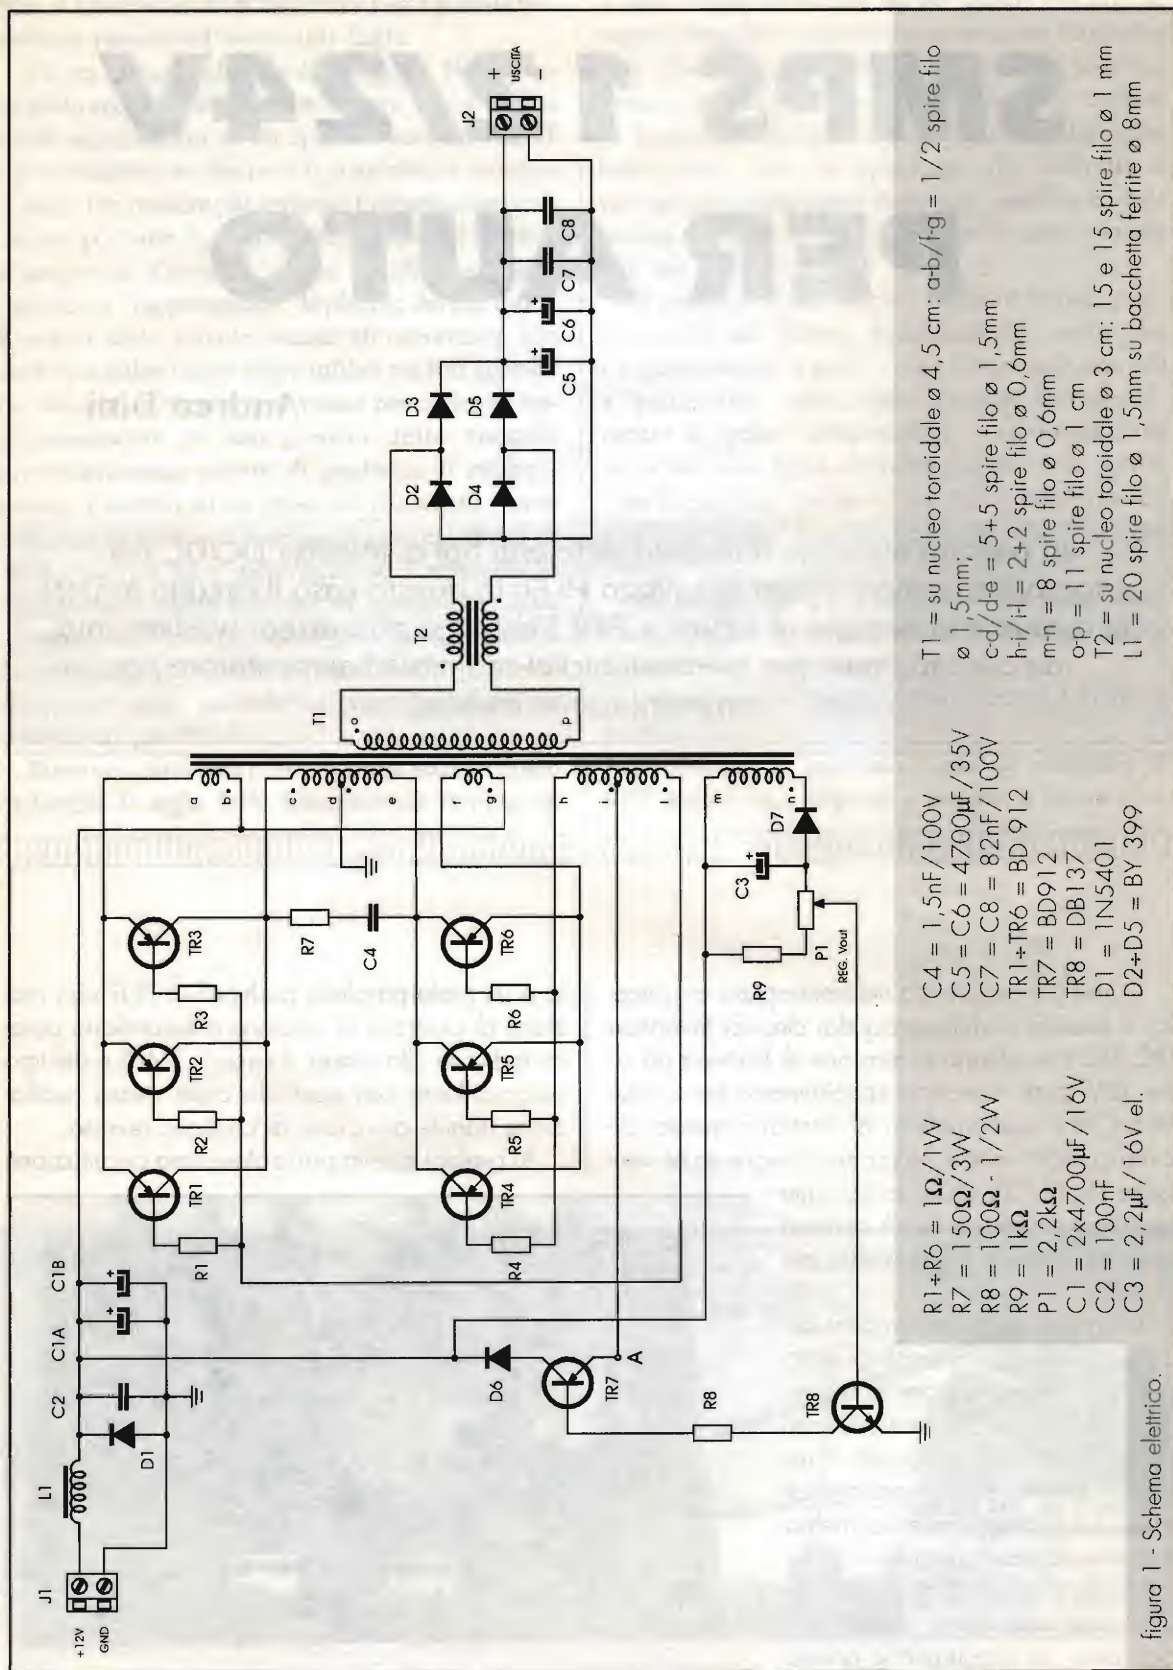 J1
+12V
GND
L1
D1
C2
C1A
C1B
R1
TR1
R2
TR2
R3
TR3
R4
TR4
R5
TR5
R6
TR6
R7
C4
a
b
c
d
e
f
g
h
i
l
m
n
T1
o
p
T2
D2
D3
D4
D5
C5
C6
C7
C8
J2
+
USCITA
−
D6
TR7
A
R8
TR8
R9
C3
P1
REG. Vout
D7
R1÷R6 = 1Ω/1W
R7 = 150Ω/3W
R8 = 100Ω - 1/2W
R9 = 1kΩ
P1 = 2,2kΩ
C1 = 2x4700µF/16V
C2 = 100nF
C3 = 2,2µF/16V el.
C4 = 1,5nF/100V
C5 = C6 = 4700µF/35V
C7 = C8 = 82nF/100V
TR1÷TR6 = BD 912
TR7 = BD912
TR8 = DB137
D1 = 1N5401
D2÷D5 = BY 399
T1 = su nucleo toroidale ø 4,5 cm: a-b/f-g = 1/2 spire filo
ø 1,5mm;
c-d/d-e = 5+5 spire filo ø 1,5mm
h-i/i-l = 2+2 spire filo ø 0,6mm
m-n = 8 spire filo ø 0,6mm
o-p = 11 spire filo ø 1 cm
T2 = su nucleo toroidale ø 3 cm: 15 e 15 spire filo ø 1 mm
L1 = 20 spire filo ø 1,5mm su bacchetta ferrite ø 8mm
figura 1 - Schema elettrico.